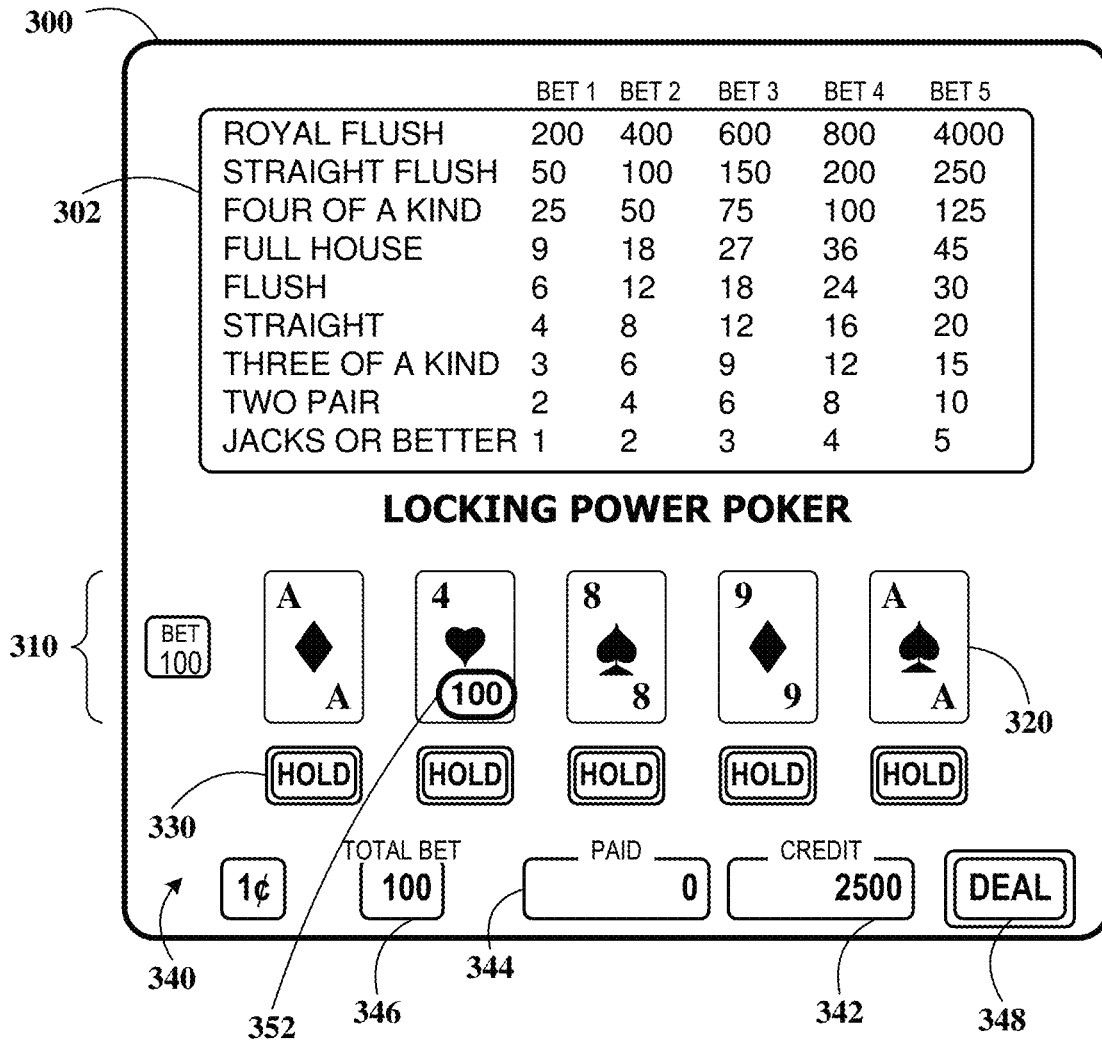 300
BET 1 BET 2 BET 3 BET 4 BET 5
ROYAL FLUSH 200 400 600 800 4000
STRAIGHT FLUSH 50 100 150 200 250
302
FOUR OF A KIND 25 50 75 100 125
FULL HOUSE 9 18 27 36 45
FLUSH 6 12 18 24 30
STRAIGHT 4 8 12 16 20
THREE OF A KIND 3 6 9 12 15
TWO PAIR 2 4 6 8 10
JACKS OR BETTER 1 2 3 4 5
LOCKING POWER POKER
A 4 8 9 A
310
BET
100
A 100 8 9 A
320
HOLD HOLD HOLD HOLD HOLD
330
TOTAL BET PAID CREDIT
1¢ 100 0 2500 DEAL
340 346 344 342 348
352